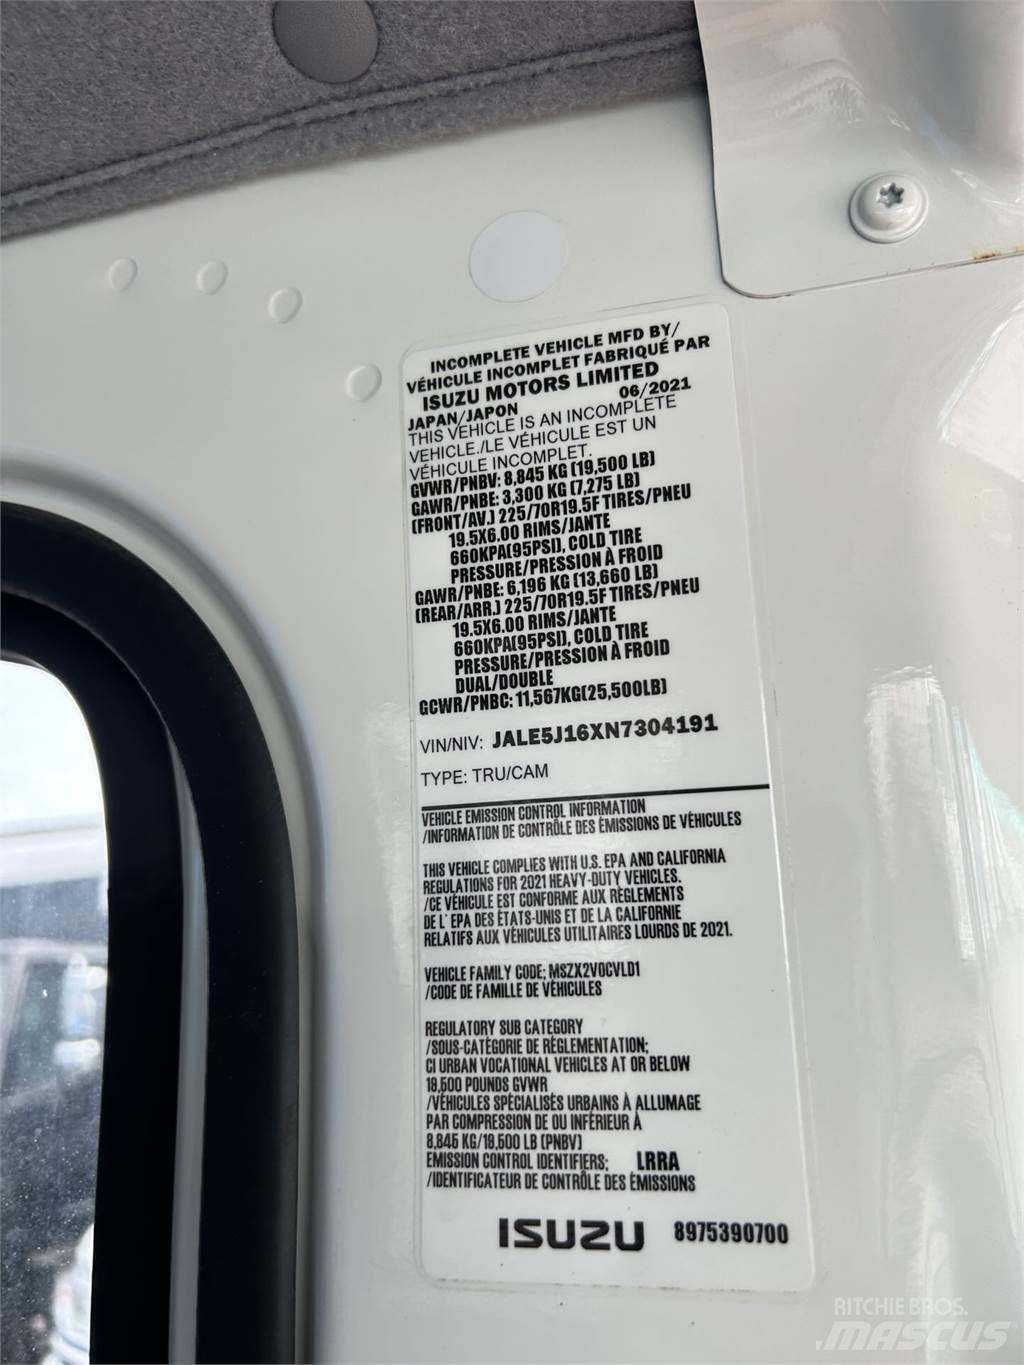 INCOMPLETE VEHICLE MFD BY/
VÉHICULE INCOMPLET FABRIQUÉ PAR
ISUZU MOTORS LIMITED
JAPAN/JAPON 06/2021
THIS VEHICLE IS AN INCOMPLETE
VEHICLE./LE VÉHICULE EST UN
VÉHICULE INCOMPLET.
GVWR/PNBV: 8,845 KG (19,500 LB)
GAWR/PNBE: 3,300 KG (7,275 LB)
(FRONT/AV.) 225/70R19.5F TIRES/PNEU
19.5X6.00 RIMS/JANTE
660KPA(95PSI), COLD TIRE
PRESSURE/PRESSION À FROID
GAWR/PNBE: 6,196 KG (13,660 LB)
(REAR/ARR.) 225/70R19.5F TIRES/PNEU
19.5X6.00 RIMS/JANTE
660KPA(95PSI), COLD TIRE
PRESSURE/PRESSION À FROID
DUAL/DOUBLE
GCWR/PNBC: 11,567KG(25,500LB)
VIN/NIV: JALE5J16XN7304191
TYPE: TRU/CAM
VEHICLE EMISSION CONTROL INFORMATION
/INFORMATION DE CONTRÔLE DES ÉMISSIONS DE VÉHICULES
THIS VEHICLE COMPLIES WITH U.S. EPA AND CALIFORNIA
REGULATIONS FOR 2021 HEAVY-DUTY VEHICLES.
/CE VÉHICULE EST CONFORME AUX RÈGLEMENTS
DE L' EPA DES ÉTATS-UNIS ET DE LA CALIFORNIE
RELATIFS AUX VÉHICULES UTILITAIRES LOURDS DE 2021.
VEHICLE FAMILY CODE; MSZX2VOCVLD1
/CODE DE FAMILLE DE VÉHICULES
REGULATORY SUB CATEGORY
/SOUS-CATÉGORIE DE RÉGLEMENTATION;
CI URBAN VOCATIONAL VEHICLES AT OR BELOW
19,500 POUNDS GVWR
/VÉHICULES SPÉCIALISÉS URBAINS À ALLUMAGE
PAR COMPRESSION DE OU INFÉRIEUR À
8,845 KG/19,500 LB (PNBV)
EMISSION CONTROL IDENTIFIERS; LRRA
/IDENTIFICATEUR DE CONTRÔLE DES ÉMISSIONS
ISUZU 8975390700
RITCHIE BROS.
MASCUS